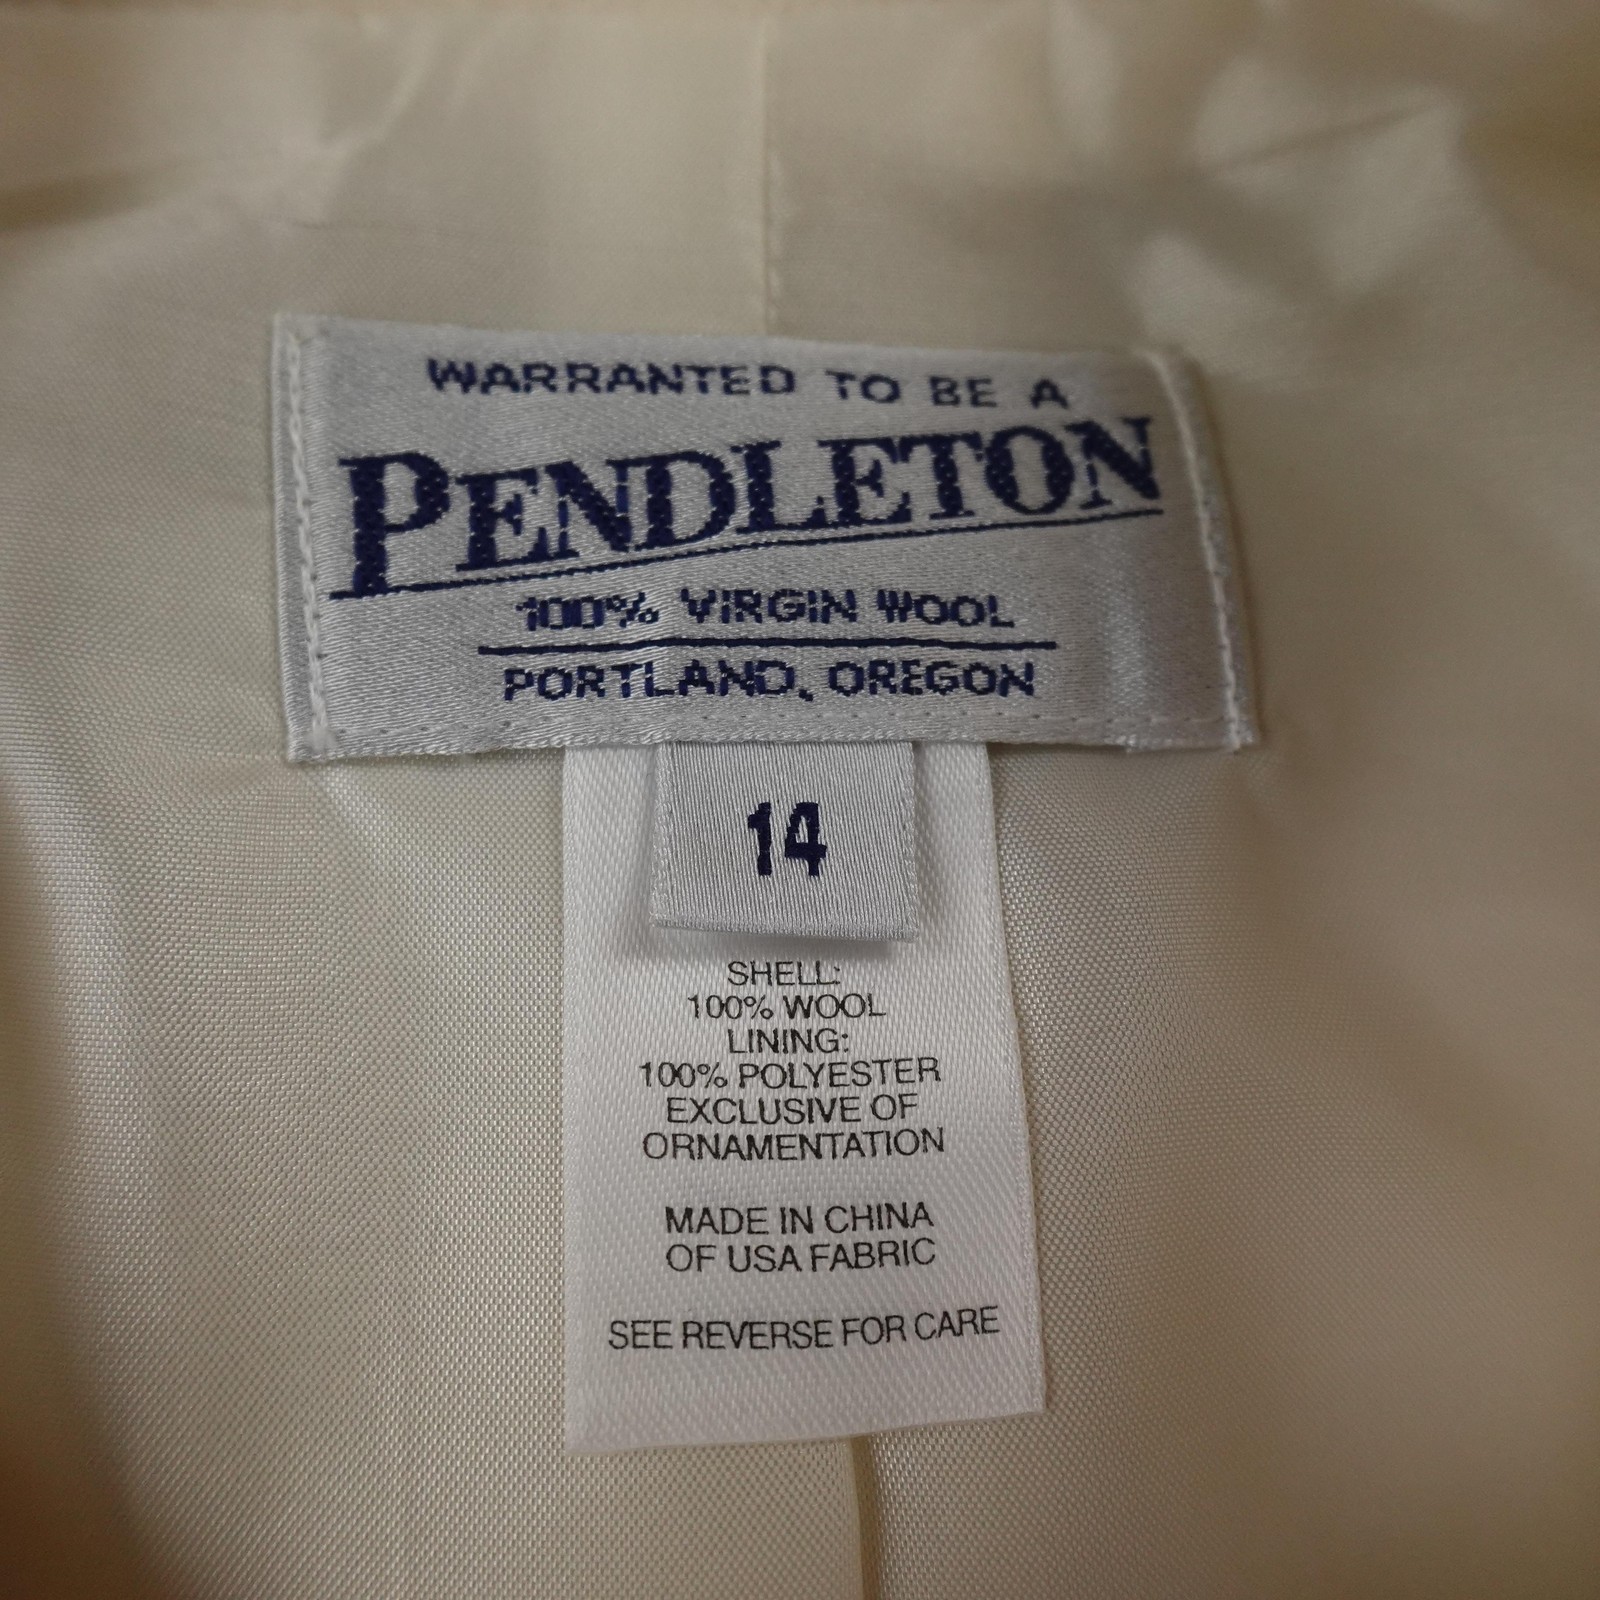 WARRANTED TO BE A
PENDLETON
100% VIRGIN WOOL
PORTLAND, OREGON
14
SHELL:
100% WOOL
LINING:
100% POLYESTER
EXCLUSIVE OF
ORNAMENTATION
MADE IN CHINA
OF USA FABRIC
SEE REVERSE FOR CARE